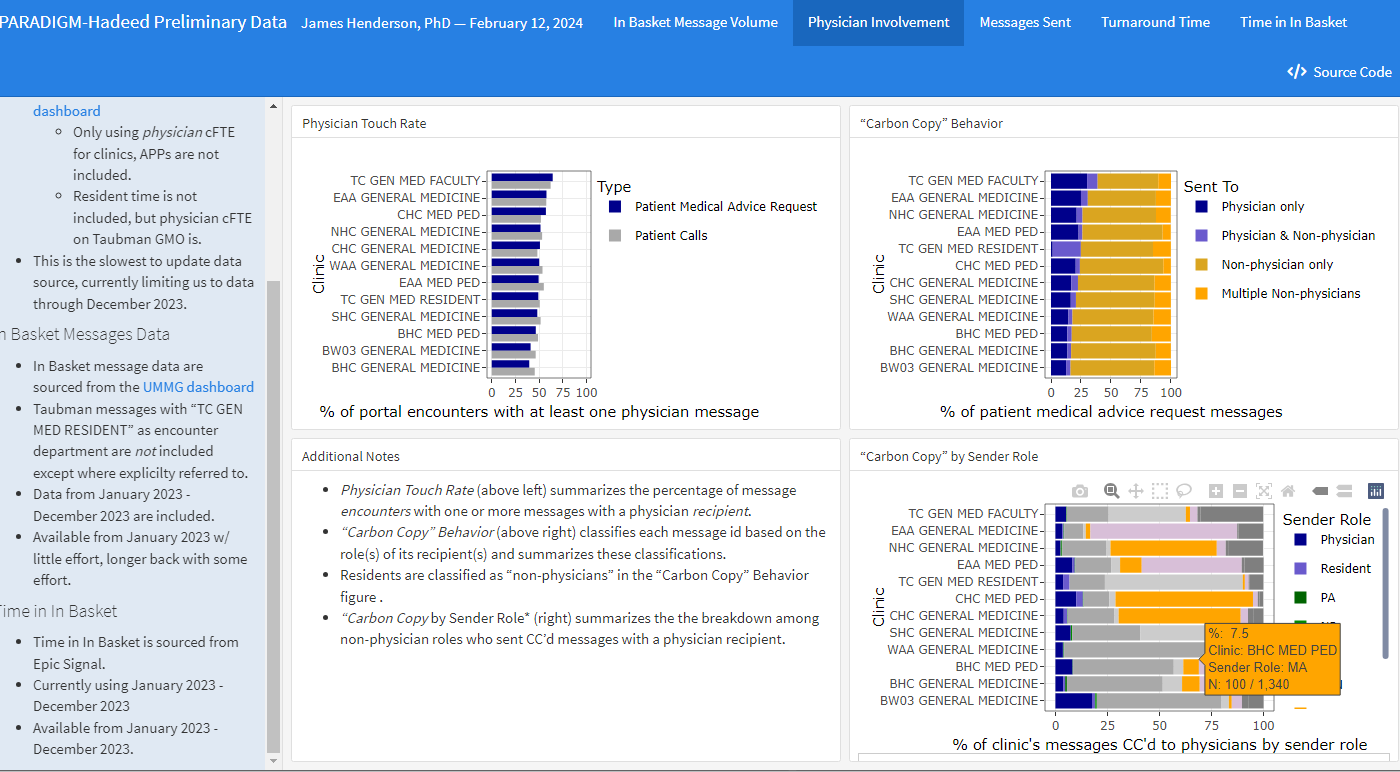 PARADIGM-Hadeed Preliminary Data
James Henderson, PhD — February 12, 2024
In Basket Message Volume
Physician Involvement
Messages Sent
Turnaround Time
Time in In Basket
Source Code
dashboard
Only using physician cFTE
for clinics, APPs are not
included.
Resident time is not
included, but physician cFTE
on Taubman GMO is.
This is the slowest to update data
source, currently limiting us to data
through December 2023.
n Basket Messages Data
In Basket message data are
sourced from the UMMG dashboard
Taubman messages with “TC GEN
MED RESIDENT” as encounter
department are not included
except where explicilty referred to.
Data from January 2023 -
December 2023 are included.
Available from January 2023 w/
little effort, longer back with some
effort.
Time in In Basket
Time in In Basket is sourced from
Epic Signal.
Currently using January 2023 -
December 2023
Available from January 2023 -
December 2023.
Physician Touch Rate
Clinic
TC GEN MED FACULTY
EAA GENERAL MEDICINE
CHC MED PED
NHC GENERAL MEDICINE
CHC GENERAL MEDICINE
WAA GENERAL MEDICINE
EAA MED PED
TC GEN MED RESIDENT
SHC GENERAL MEDICINE
BHC MED PED
BW03 GENERAL MEDICINE
BHC GENERAL MEDICINE
0 25 50 75 100
% of portal encounters with at least one physician message
Type
Patient Medical Advice Request
Patient Calls
“Carbon Copy” Behavior
Clinic
TC GEN MED FACULTY
EAA GENERAL MEDICINE
NHC GENERAL MEDICINE
EAA MED PED
TC GEN MED RESIDENT
CHC MED PED
CHC GENERAL MEDICINE
SHC GENERAL MEDICINE
WAA GENERAL MEDICINE
BHC MED PED
BHC GENERAL MEDICINE
BW03 GENERAL MEDICINE
0 25 50 75 100
% of patient medical advice request messages
Sent To
Physician only
Physician & Non-physician
Non-physician only
Multiple Non-physicians
Additional Notes
Physician Touch Rate (above left) summarizes the percentage of message
encounters with one or more messages with a physician recipient.
“Carbon Copy” Behavior (above right) classifies each message id based on the
role(s) of its recipient(s) and summarizes these classifications.
Residents are classified as “non-physicians” in the “Carbon Copy” Behavior
figure .
“Carbon Copy by Sender Role* (right) summarizes the the breakdown among
non-physician roles who sent CC’d messages with a physician recipient.
“Carbon Copy” by Sender Role
Clinic
TC GEN MED FACULTY
EAA GENERAL MEDICINE
NHC GENERAL MEDICINE
EAA MED PED
TC GEN MED RESIDENT
CHC MED PED
CHC GENERAL MEDICINE
SHC GENERAL MEDICINE
WAA GENERAL MEDICINE
BHC MED PED
BHC GENERAL MEDICINE
BW03 GENERAL MEDICINE
0 25 50 75 100
% of clinic's messages CC'd to physicians by sender role
Sender Role
Physician
Resident
PA
%: 7.5
Clinic: BHC MED PED
Sender Role: MA
N: 100 / 1,340